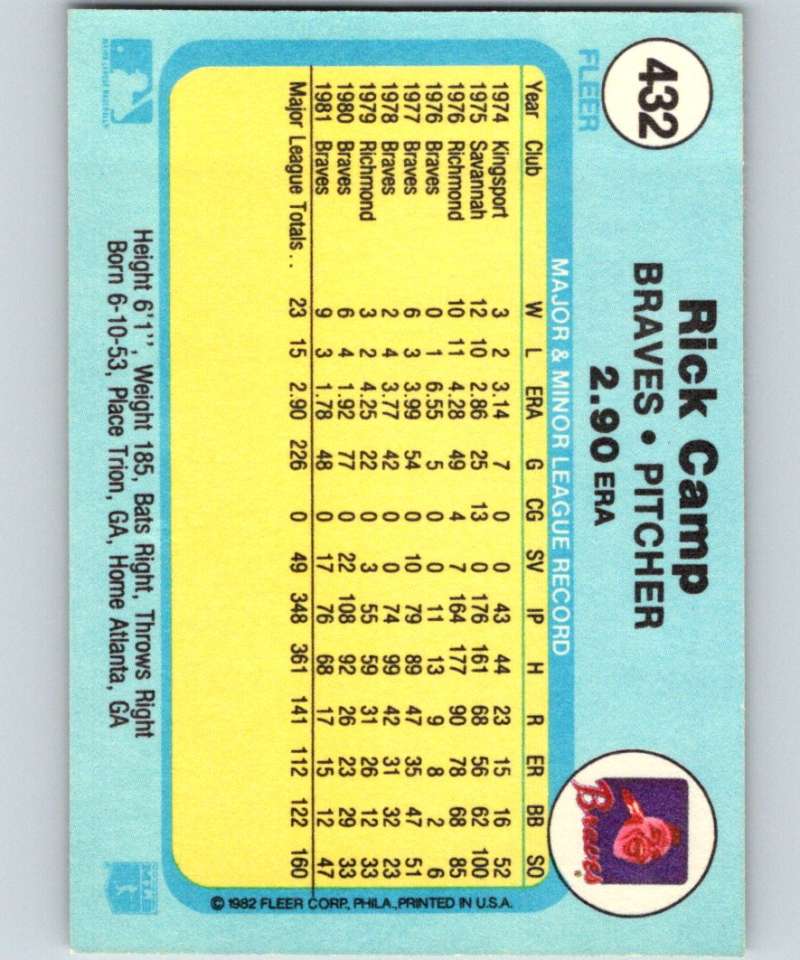 432
FLEER
Rick Camp
BRAVES • PITCHER
2.90 ERA
Braves
MAJOR & MINOR LEAGUE RECORD
Year Club W L ERA G CG SV IP H R ER BB SO
1974 Kingsport 3 2 3.14 7 0 0 43 44 23 15 16 52
1975 Savannah 12 10 2.86 25 13 0 176 161 68 56 62 100
1976 Richmond 10 11 4.28 49 4 7 164 177 90 78 68 85
1976 Braves 0 1 6.55 5 0 0 11 13 9 8 2 6
1977 Braves 6 3 3.99 54 0 10 79 89 47 35 47 51
1978 Braves 2 4 3.77 42 0 0 74 99 42 31 32 23
1979 Richmond 3 2 4.25 22 0 3 55 59 31 26 12 33
1980 Braves 6 4 1.92 77 0 22 108 92 26 23 29 33
1981 Braves 9 3 1.78 48 0 17 76 68 17 15 12 47
Major League Totals . . 23 15 2.90 226 0 49 348 361 141 112 122 160
© 1982 FLEER CORP., PHILA., PRINTED IN U.S.A.
Height 6'1'', Weight 185, Bats Right, Throws Right
Born 6-10-53, Place Trion, GA, Home Atlanta, GA